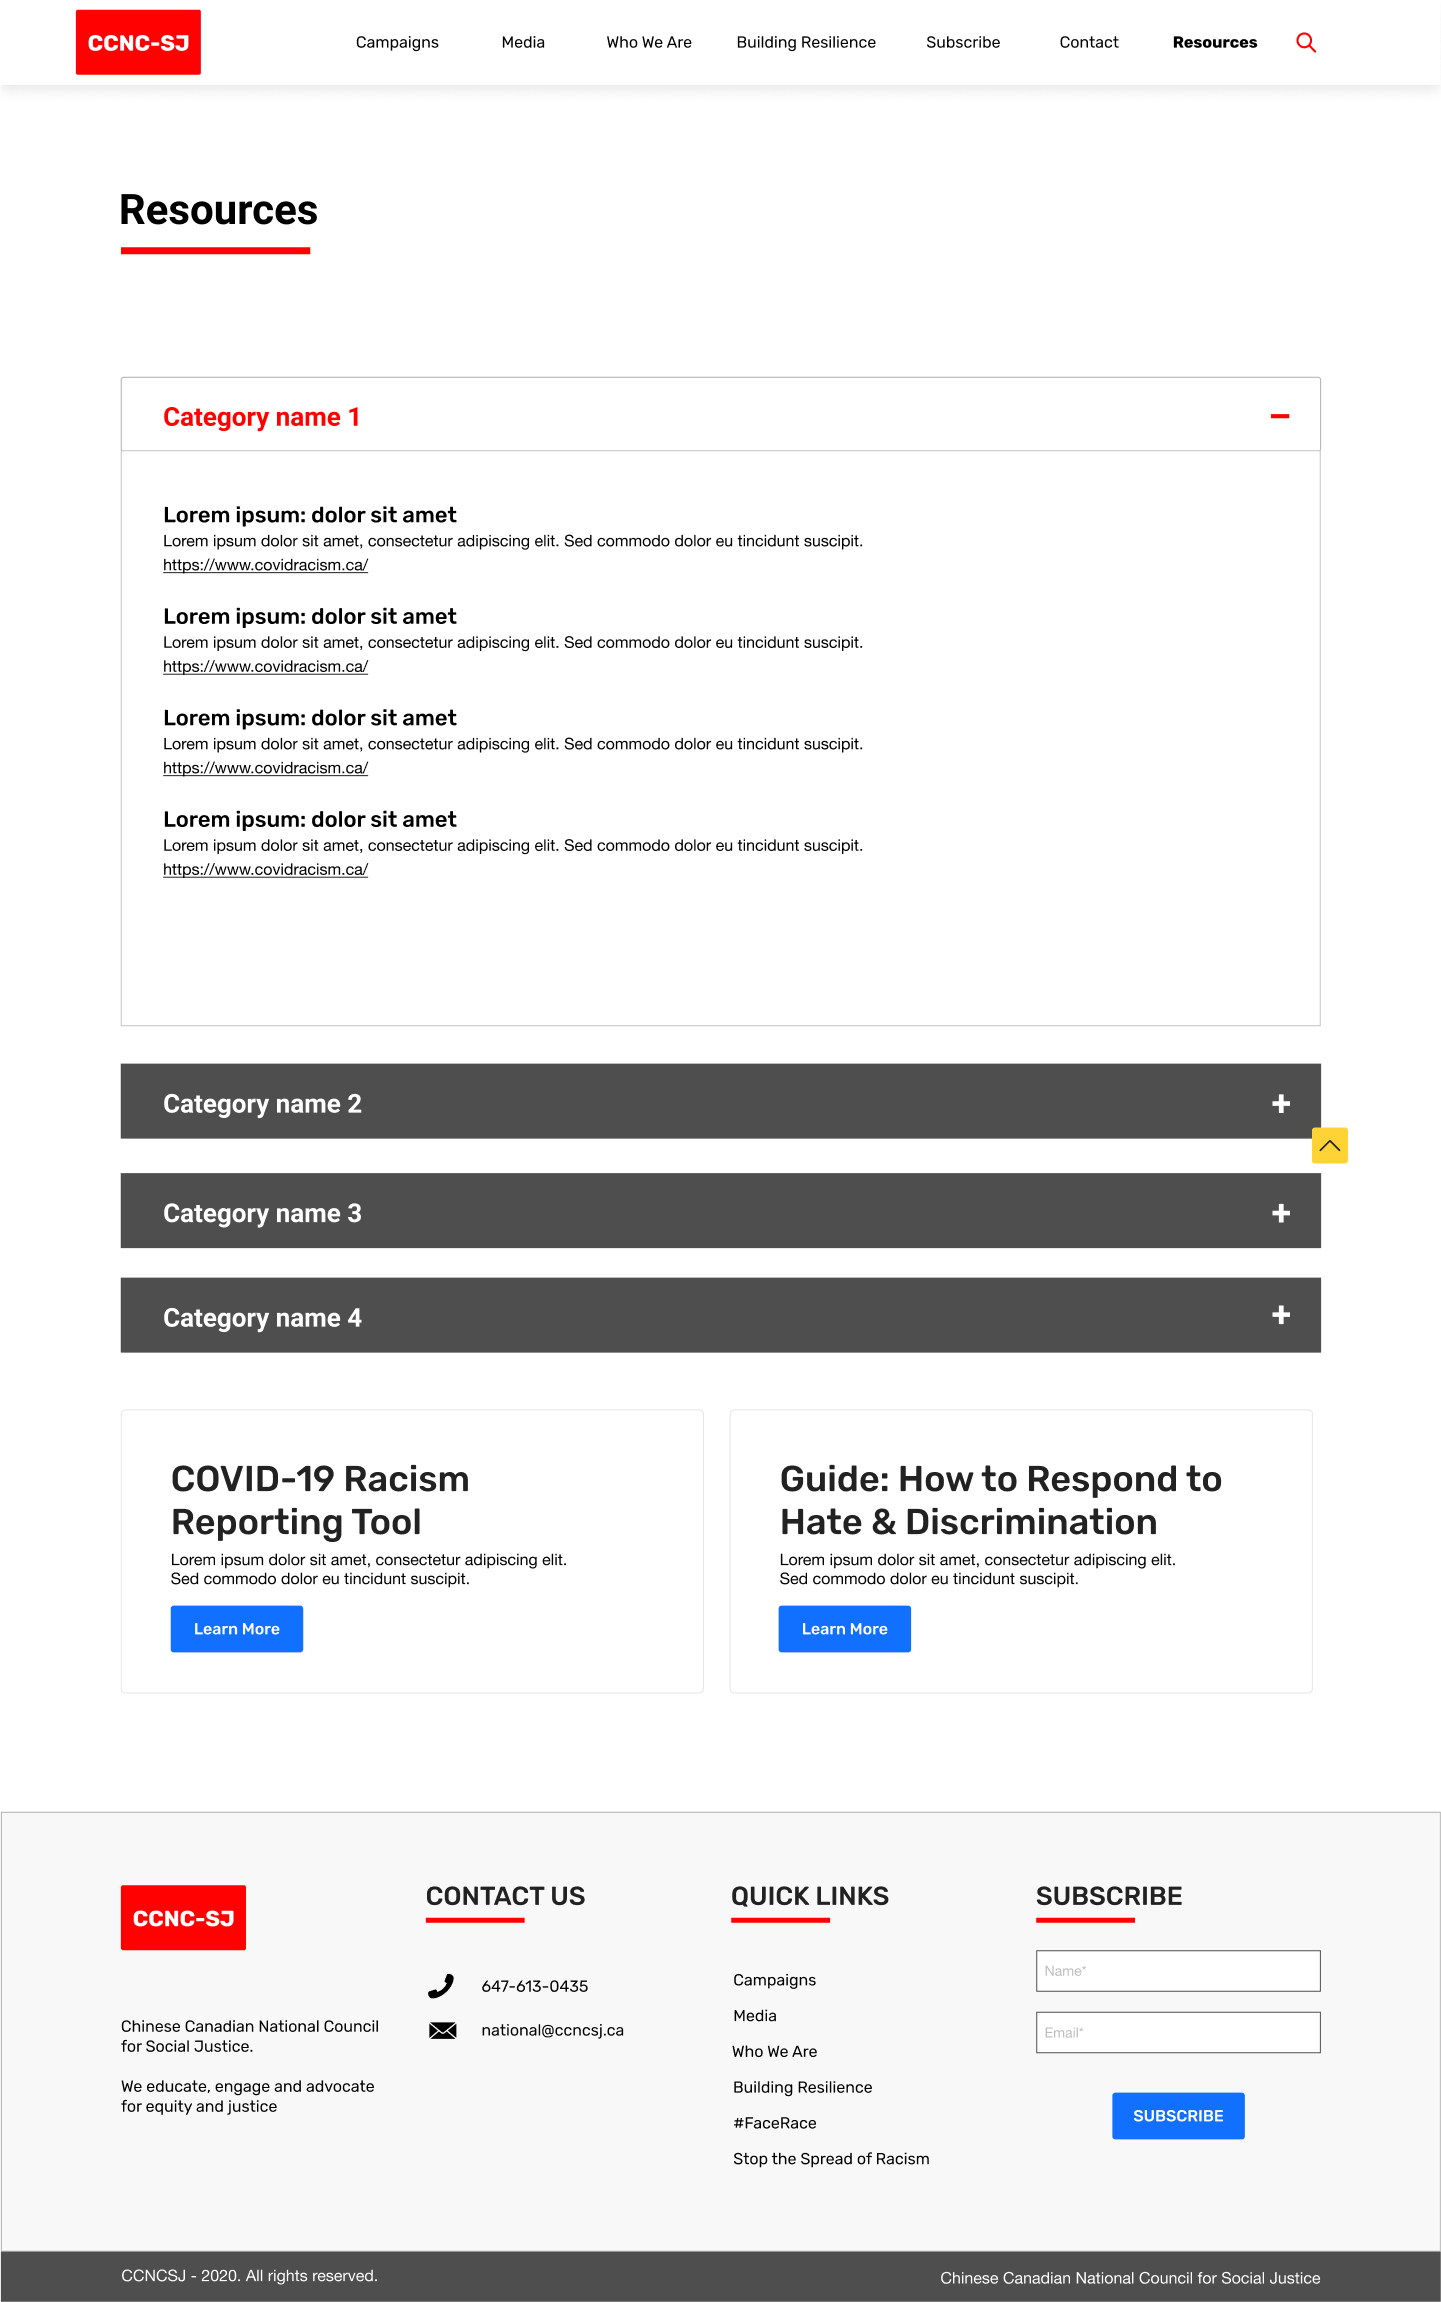 CCNC-SJ
Campaigns
Media
Who We Are
Building Resilience
Subscribe
Contact
Resources
Resources
Category name 1
Lorem ipsum: dolor sit amet
Lorem ipsum dolor sit amet, consectetur adipiscing elit. Sed commodo dolor eu tincidunt suscipit.
https://www.covidracism.ca/
Lorem ipsum: dolor sit amet
Lorem ipsum dolor sit amet, consectetur adipiscing elit. Sed commodo dolor eu tincidunt suscipit.
https://www.covidracism.ca/
Lorem ipsum: dolor sit amet
Lorem ipsum dolor sit amet, consectetur adipiscing elit. Sed commodo dolor eu tincidunt suscipit.
https://www.covidracism.ca/
Lorem ipsum: dolor sit amet
Lorem ipsum dolor sit amet, consectetur adipiscing elit. Sed commodo dolor eu tincidunt suscipit.
https://www.covidracism.ca/
Category name 2
Category name 3
Category name 4
COVID-19 Racism
Reporting Tool
Lorem ipsum dolor sit amet, consectetur adipiscing elit.
Sed commodo dolor eu tincidunt suscipit.
Learn More
Guide: How to Respond to
Hate & Discrimination
Lorem ipsum dolor sit amet, consectetur adipiscing elit.
Sed commodo dolor eu tincidunt suscipit.
Learn More
CCNC-SJ
Chinese Canadian National Council
for Social Justice.
We educate, engage and advocate
for equity and justice
CONTACT US
647-613-0435
national@ccncsj.ca
QUICK LINKS
Campaigns
Media
Who We Are
Building Resilience
#FaceRace
Stop the Spread of Racism
SUBSCRIBE
Name*
Email*
SUBSCRIBE
CCNCSJ - 2020. All rights reserved.
Chinese Canadian National Council for Social Justice